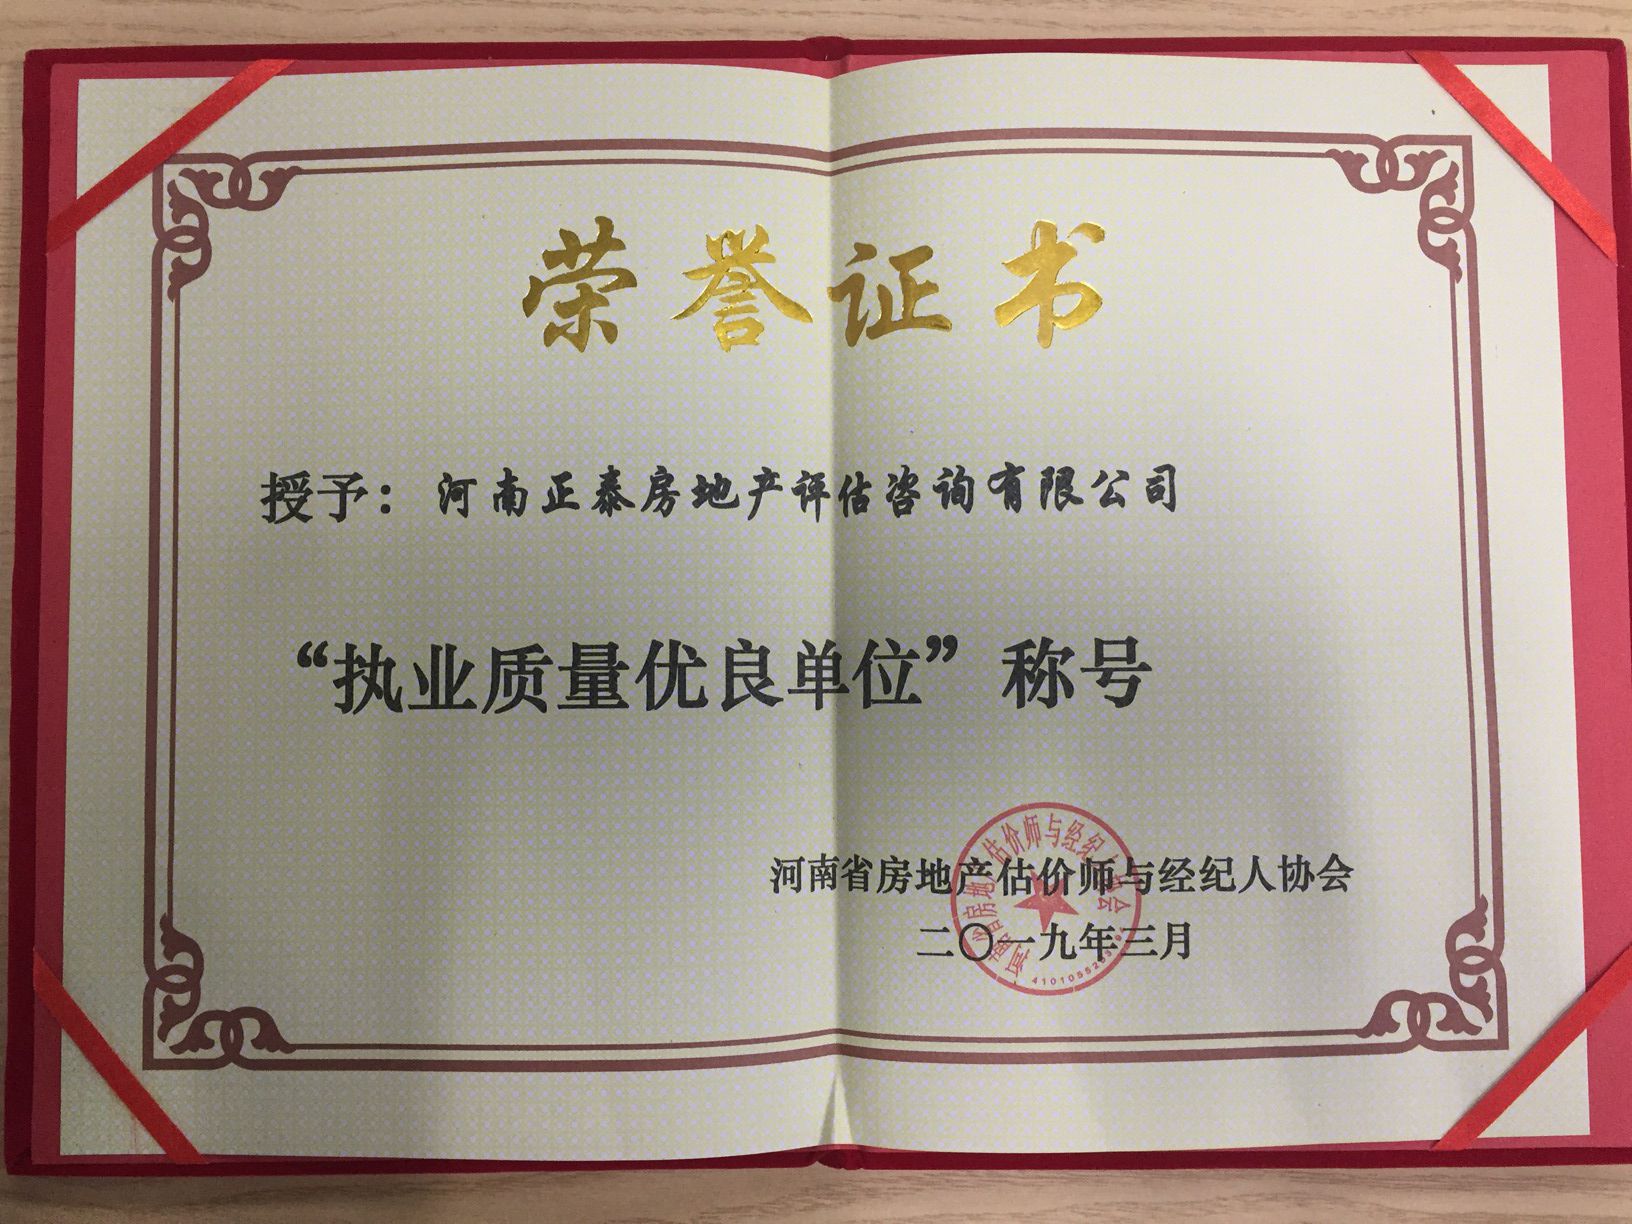 荣誉证书
授予：河南正泰房地产评估咨询有限公司
“执业质量优良单位”称号
河南省房地产估价师与经纪人协会
二〇一九年三月